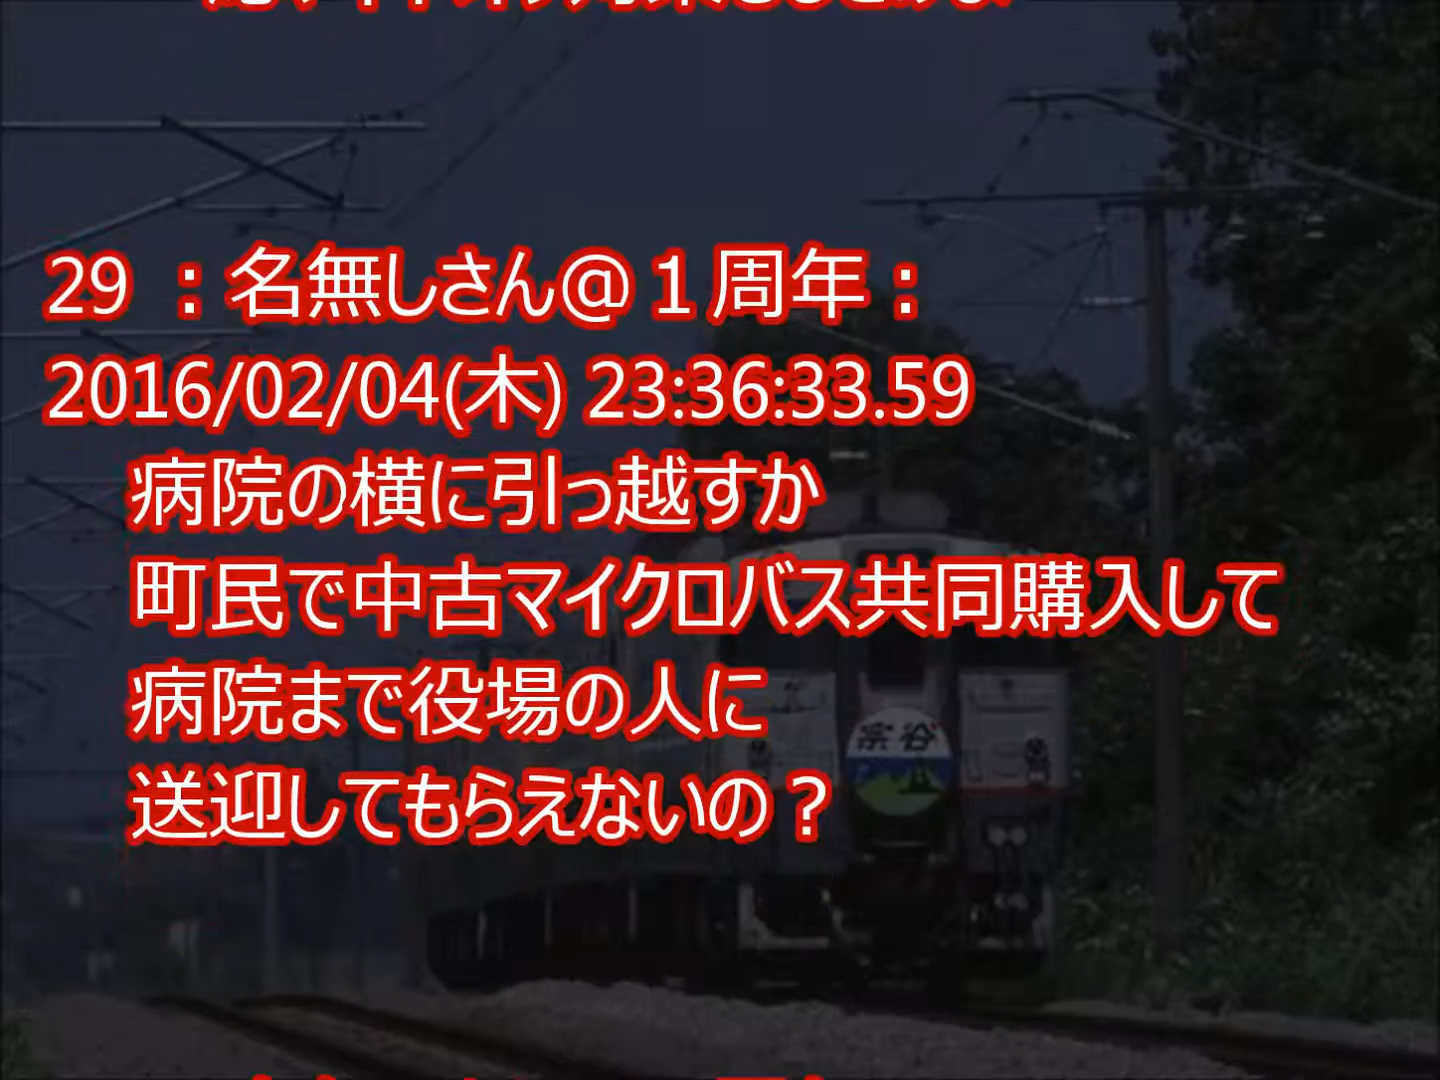 29 ：名無しさん@１周年：
2016/02/04(木) 23:36:33.59
病院の横に引っ越すか
町民で中古マイクロバス共同購入して
病院まで役場の人に
送迎してもらえないの？
宗谷